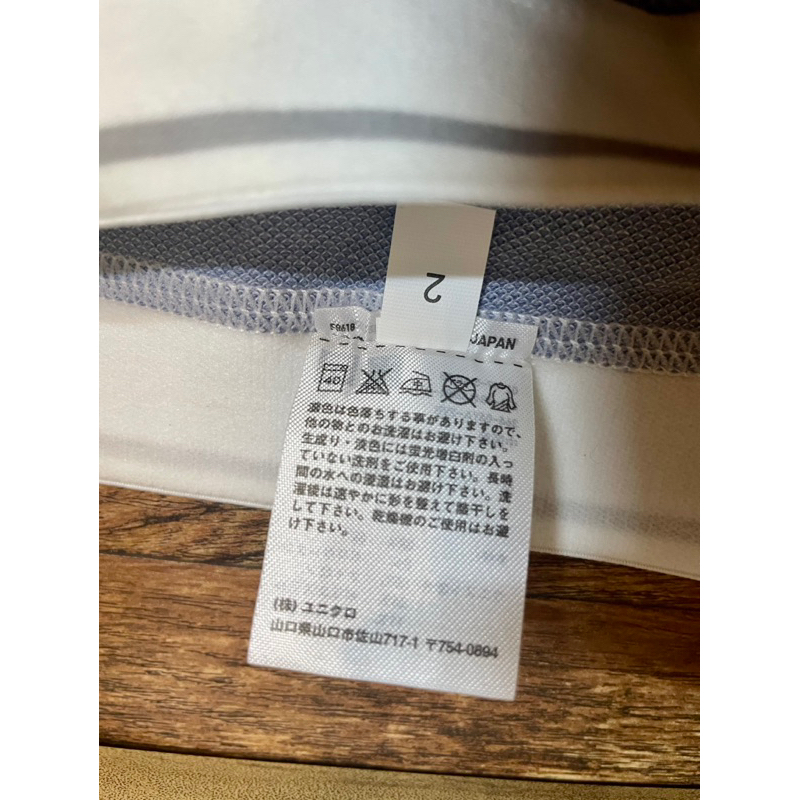 2
F9618
JAPAN
40
中
濃色は色落ちする事がありますので、
他の物とのお洗濯はお避け下さい。
生成り・淡色には蛍光増白剤の入っ
ていない洗剤をご使用下さい。長時
間の水への浸漬はお避け下さい。洗
濯後は速やかに形を整えて陰干しを
して下さい。乾燥機のご使用はお避
け下さい。
(株) ユニクロ
山口県山口市佐山717-1 〒754-0894